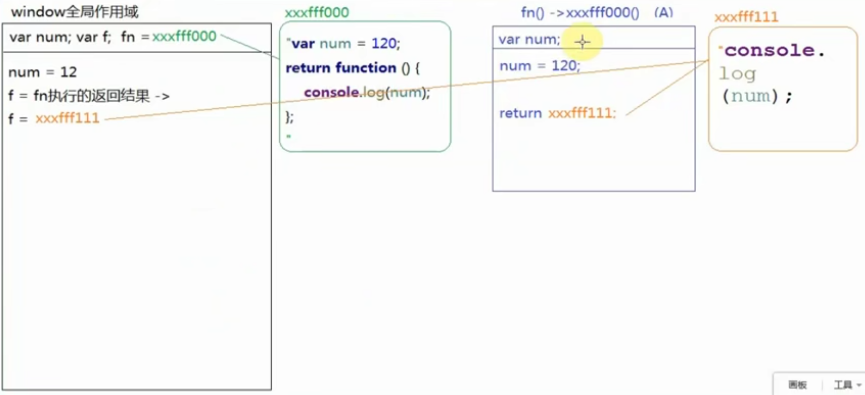 window全局作用域
var num; var f; fn =xxxfff000
num = 12
f = fn执行的返回结果 ->
f = xxxfff111
xxxfff000
"var num = 120;
return function () {
console.log(num);
};
"
fn() ->xxxfff000() (A)
var num;
num = 120;
return xxxfff111;
xxxfff111
"console.
log
(num);
画板 工具